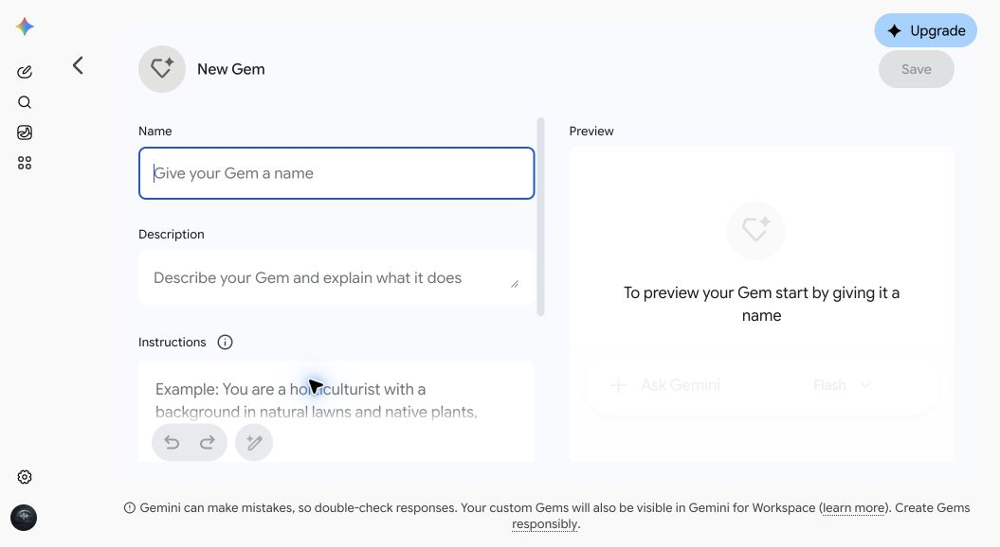 Upgrade
New Gem
Save
Name
Give your Gem a name
Description
Describe your Gem and explain what it does
Instructions
Example: You are a horticulturist with a
background in natural lawns and native plants,
Preview
To preview your Gem start by giving it a
name
Ask Gemini
Flash
Gemini can make mistakes, so double-check responses. Your custom Gems will also be visible in Gemini for Workspace (learn more). Create Gems
responsibly.